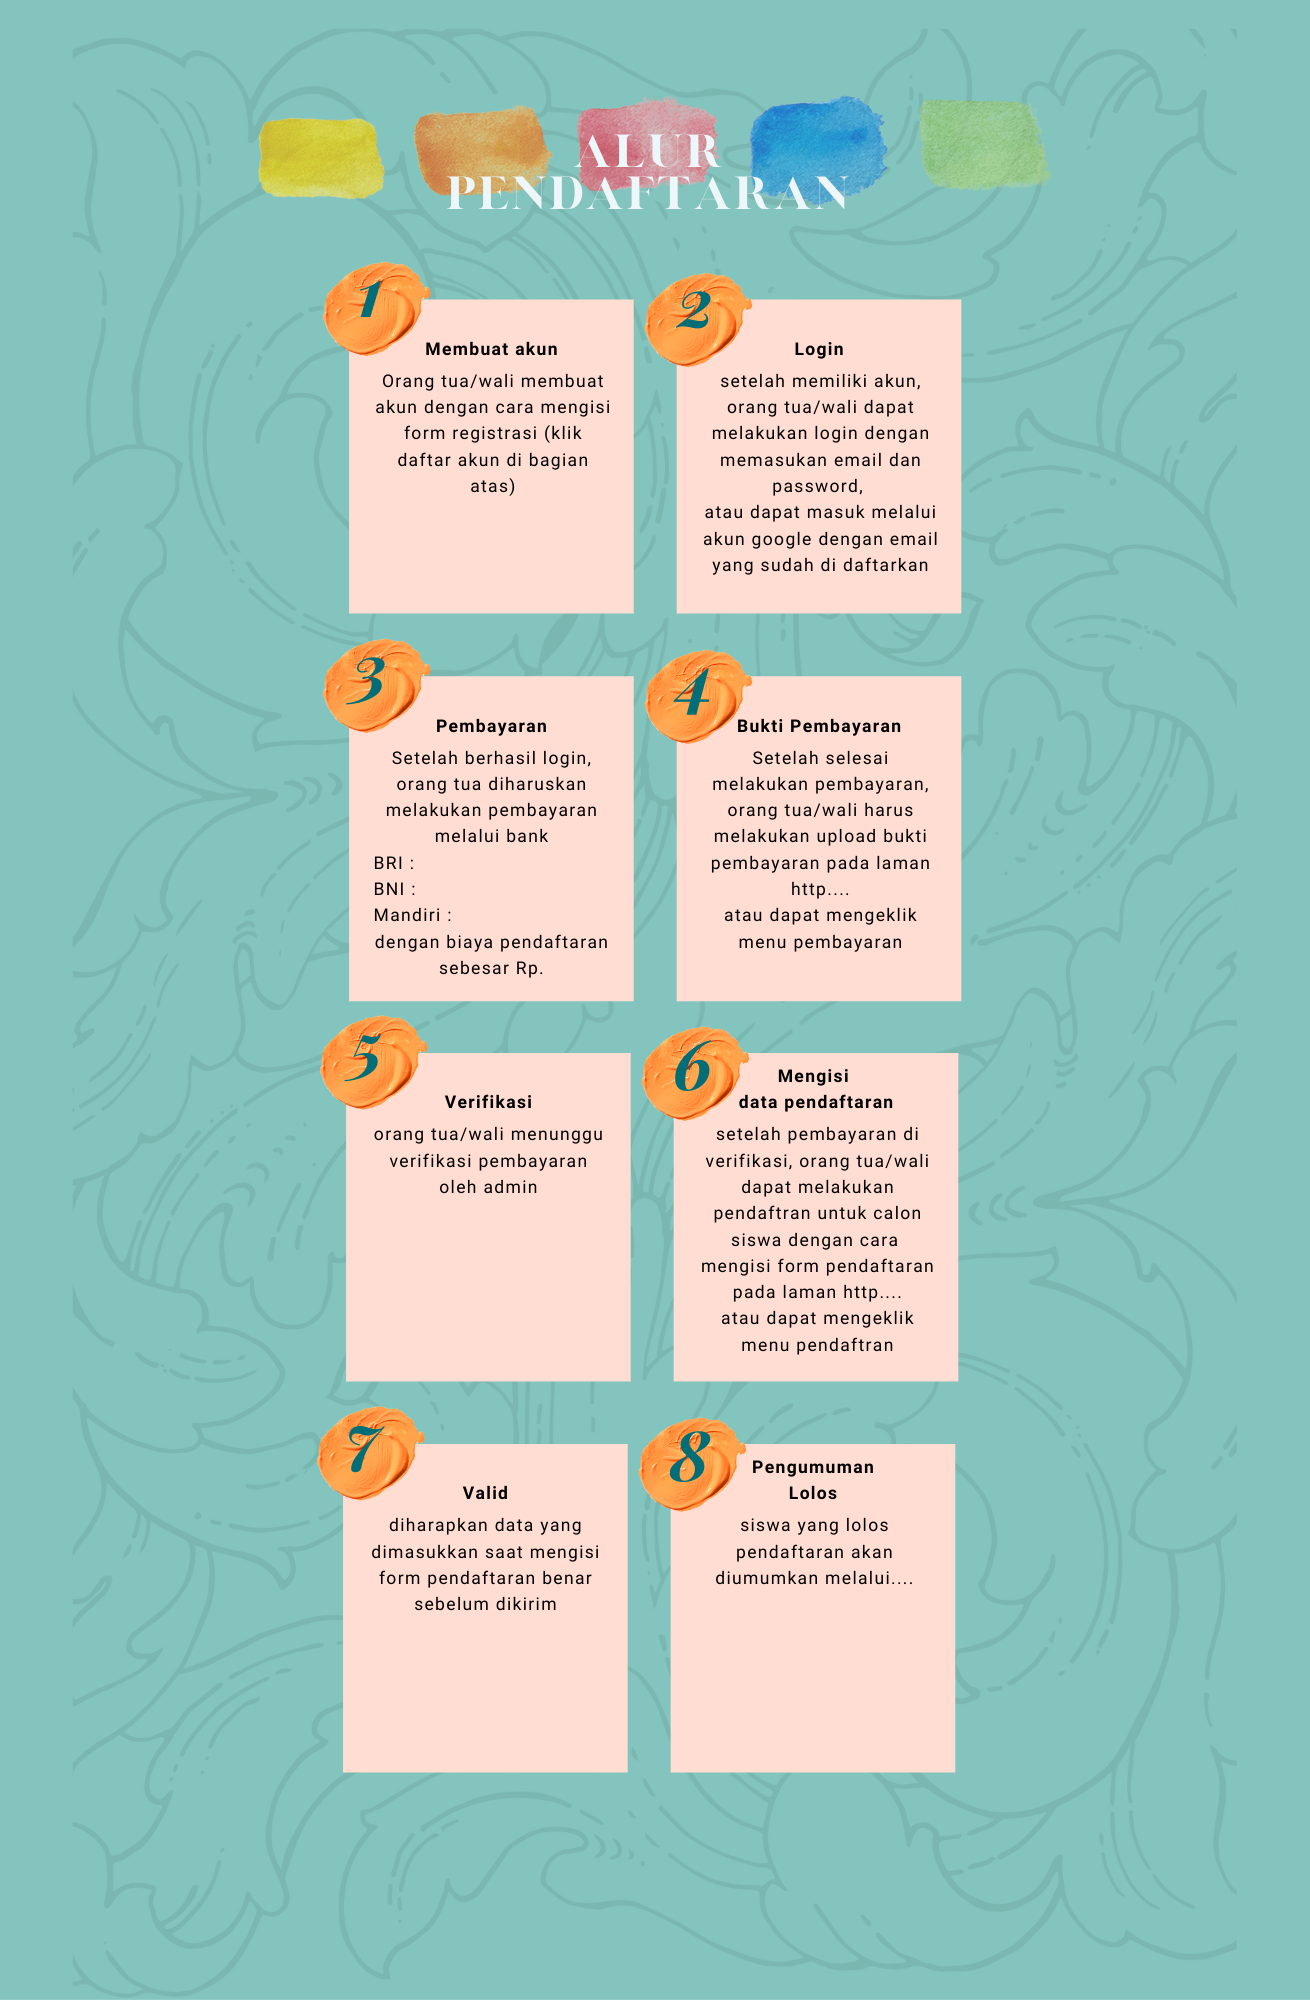 ALUR
PENDAFTARAN
1
Membuat akun
Orang tua/wali membuat
akun dengan cara mengisi
form registrasi (klik
daftar akun di bagian
atas)
2
Login
setelah memiliki akun,
orang tua/wali dapat
melakukan login dengan
memasukan email dan
password,
atau dapat masuk melalui
akun google dengan email
yang sudah di daftarkan
3
Pembayaran
Setelah berhasil login,
orang tua diharuskan
melakukan pembayaran
melalui bank
BRI :
BNI :
Mandiri :
dengan biaya pendaftaran
sebesar Rp.
4
Bukti Pembayaran
Setelah selesai
melakukan pembayaran,
orang tua/wali harus
melakukan upload bukti
pembayaran pada laman
http....
atau dapat mengeklik
menu pembayaran
5
Verifikasi
orang tua/wali menunggu
verifikasi pembayaran
oleh admin
6
Mengisi
data pendaftaran
setelah pembayaran di
verifikasi, orang tua/wali
dapat melakukan
pendaftran untuk calon
siswa dengan cara
mengisi form pendaftaran
pada laman http....
atau dapat mengeklik
menu pendaftran
7
Valid
diharapkan data yang
dimasukkan saat mengisi
form pendaftaran benar
sebelum dikirim
8
Pengumuman
Lolos
siswa yang lolos
pendaftaran akan
diumumkan melalui....